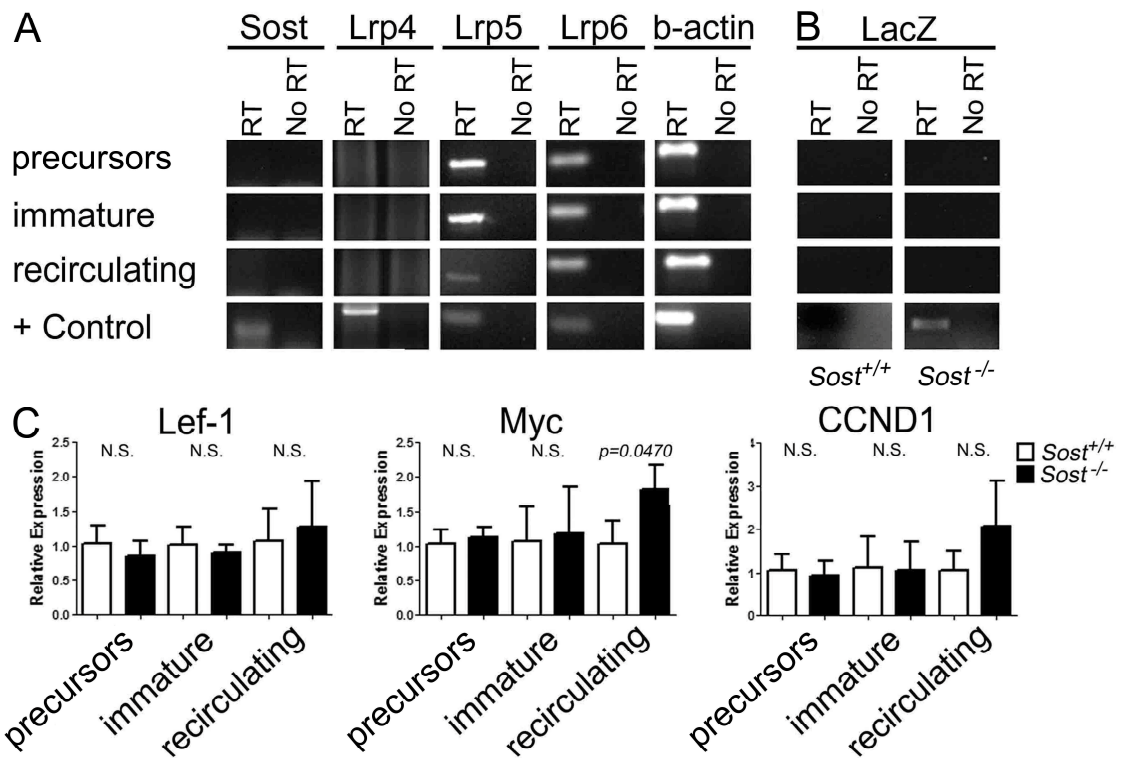 A Sost Lrp4 Lrp5 Lrp6 b-actin B LacZ
RT No RT RT No RT RT No RT RT No RT RT No RT RT No RT RT No RT
precursors
immature
recirculating
+ Control
Sost+/+ Sost-/-
C Lef-1 Myc CCND1
N.S. N.S. N.S. N.S. N.S. p=0.0470 N.S. N.S. N.S.
Sost+/+
Sost-/-
Relative Expression
2.5
2.0
1.5
1.0
0.5
0.0
Relative Expression
2.5
2.0
1.5
1.0
0.5
0.0
Relative Expression
4
3
2
1
0
precursors immature recirculating
precursors immature recirculating
precursors immature recirculating